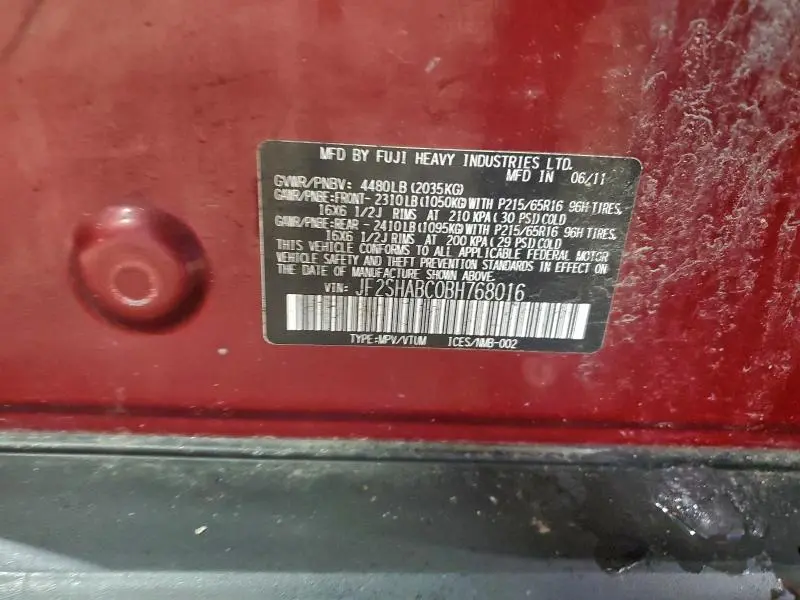 MFD BY FUJI HEAVY INDUSTRIES LTD.
MFD IN 06/11
GVWR/PNBV: 4480LB(2035KG)
GAWR/PNBE:FRONT- 2310LB(1050KG)WITH P215/65R16 96H TIRES,
16X6 1/2J RIMS AT 210 KPA( 30 PSI)COLD
GAWR/PNBE:REAR - 2410LB(1095KG)WITH P215/65R16 96H TIRES,
16X6 1/2J RIMS AT 200 KPA( 29 PSI)COLD
THIS VEHICLE CONFORMS TO ALL APPLICABLE FEDERAL MOTOR
VEHICLE SAFETY AND THEFT PREVENTION STANDARDS IN EFFECT ON
THE DATE OF MANUFACTURE SHOWN ABOVE.
VIN: JF2SHABC0BH768016
TYPE:MPV/VTUM ICES/NMB-002